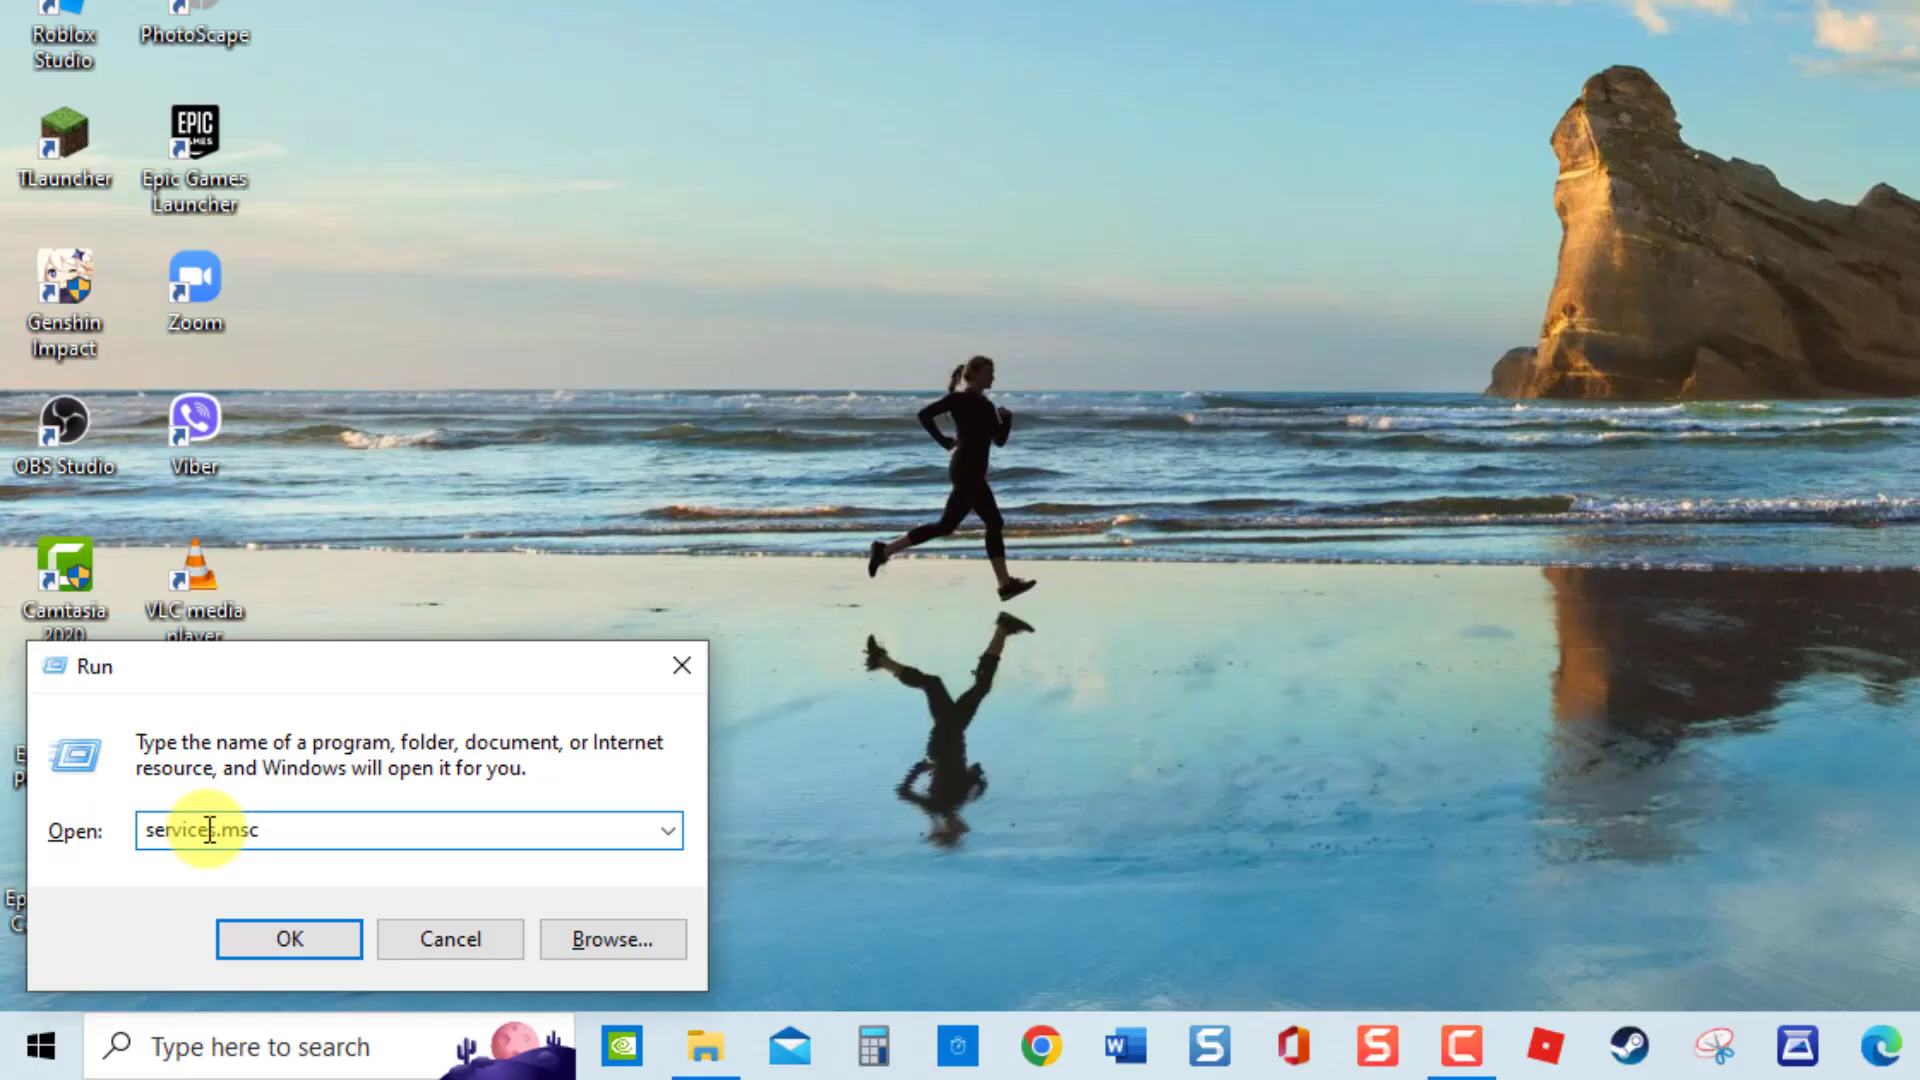 Roblox
Studio
PhotoScape
TLauncher
EPIC
Epic Games
Launcher
Genshin
Impact
Zoom
OBS Studio
Viber
Camtasia
2020
VLC media
player
Run
Type the name of a program, folder, document, or Internet
resource, and Windows will open it for you.
Open:
services.msc
OK
Cancel
Browse...
Type here to search